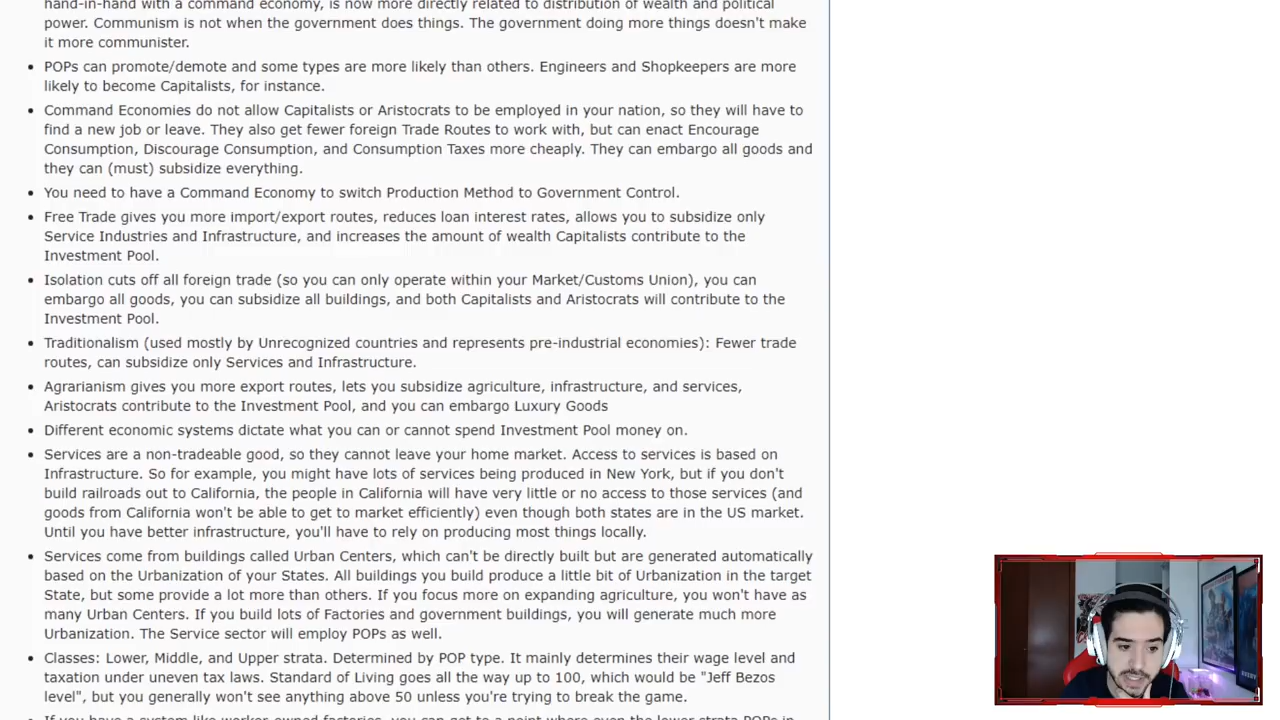 hand-in-hand with a command economy, is now more directly related to distribution of wealth and political
power. Communism is not when the government does things. The government doing more things doesn't make
it more communister.
• POPs can promote/demote and some types are more likely than others. Engineers and Shopkeepers are more
likely to become Capitalists, for instance.
• Command Economies do not allow Capitalists or Aristocrats to be employed in your nation, so they will have to
find a new job or leave. They also get fewer foreign Trade Routes to work with, but can enact Encourage
Consumption, Discourage Consumption, and Consumption Taxes more cheaply. They can embargo all goods and
they can (must) subsidize everything.
• You need to have a Command Economy to switch Production Method to Government Control.
• Free Trade gives you more import/export routes, reduces loan interest rates, allows you to subsidize only
Service Industries and Infrastructure, and increases the amount of wealth Capitalists contribute to the
Investment Pool.
• Isolation cuts off all foreign trade (so you can only operate within your Market/Customs Union), you can
embargo all goods, you can subsidize all buildings, and both Capitalists and Aristocrats will contribute to the
Investment Pool.
• Traditionalism (used mostly by Unrecognized countries and represents pre-industrial economies): Fewer trade
routes, can subsidize only Services and Infrastructure.
• Agrarianism gives you more export routes, lets you subsidize agriculture, infrastructure, and services,
Aristocrats contribute to the Investment Pool, and you can embargo Luxury Goods
• Different economic systems dictate what you can or cannot spend Investment Pool money on.
• Services are a non-tradeable good, so they cannot leave your home market. Access to services is based on
Infrastructure. So for example, you might have lots of services being produced in New York, but if you don't
build railroads out to California, the people in California will have very little or no access to those services (and
goods from California won't be able to get to market efficiently) even though both states are in the US market.
Until you have better infrastructure, you'll have to rely on producing most things locally.
• Services come from buildings called Urban Centers, which can't be directly built but are generated automatically
based on the Urbanization of your States. All buildings you build produce a little bit of Urbanization in the target
State, but some provide a lot more than others. If you focus more on expanding agriculture, you won't have as
many Urban Centers. If you build lots of Factories and government buildings, you will generate much more
Urbanization. The Service sector will employ POPs as well.
• Classes: Lower, Middle, and Upper strata. Determined by POP type. It mainly determines their wage level and
taxation under uneven tax laws. Standard of Living goes all the way up to 100, which would be "Jeff Bezos
level", but you generally won't see anything above 50 unless you're trying to break the game.
• If you have a system like worker-owned factories, you can get to a point where even the lower strata POPs in